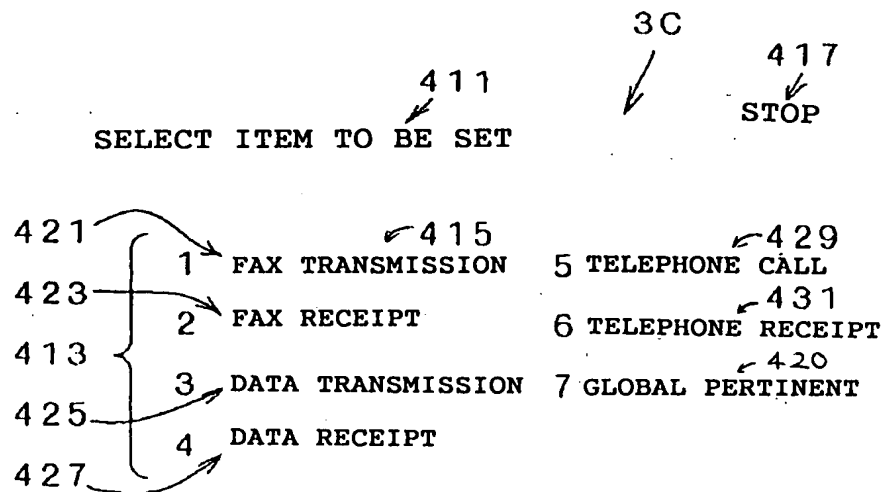 3C
417
411
STOP
SELECT ITEM TO BE SET
421
415
429
1 FAX TRANSMISSION
5 TELEPHONE CALL
423
431
2 FAX RECEIPT
6 TELEPHONE RECEIPT
413
420
3 DATA TRANSMISSION
7 GLOBAL PERTINENT
425
4 DATA RECEIPT
427